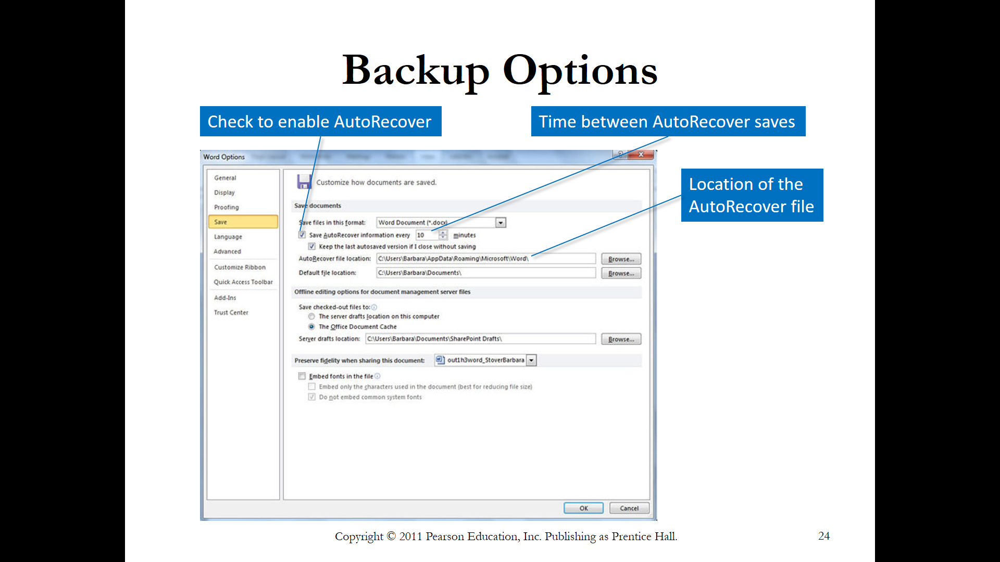 Backup Options
Check to enable AutoRecover
Time between AutoRecover saves
Location of the
AutoRecover file
Word Options
General
Display
Proofing
Save
Language
Advanced
Customize Ribbon
Quick Access Toolbar
Add-Ins
Trust Center
Customize how documents are saved.
Save documents
Save files in this format: Word Document (*.docx)
Save AutoRecover information every 10 minutes
Keep the last autosaved version if I close without saving
AutoRecover file location: C:\Users\Barbara\AppData\Roaming\Microsoft\Word\ Browse...
Default file location: C:\Users\Barbara\Documents\ Browse...
Offline editing options for document management server files
Save checked-out files to:
The server drafts location on this computer
The Office Document Cache
Server drafts location: C:\Users\Barbara\Documents\SharePoint Drafts\ Browse...
Preserve fidelity when sharing this document: out1h3word_StoverBarbara
Embed fonts in the file
Embed only the characters used in the document (best for reducing file size)
Do not embed common system fonts
OK Cancel
Copyright © 2011 Pearson Education, Inc. Publishing as Prentice Hall.
24